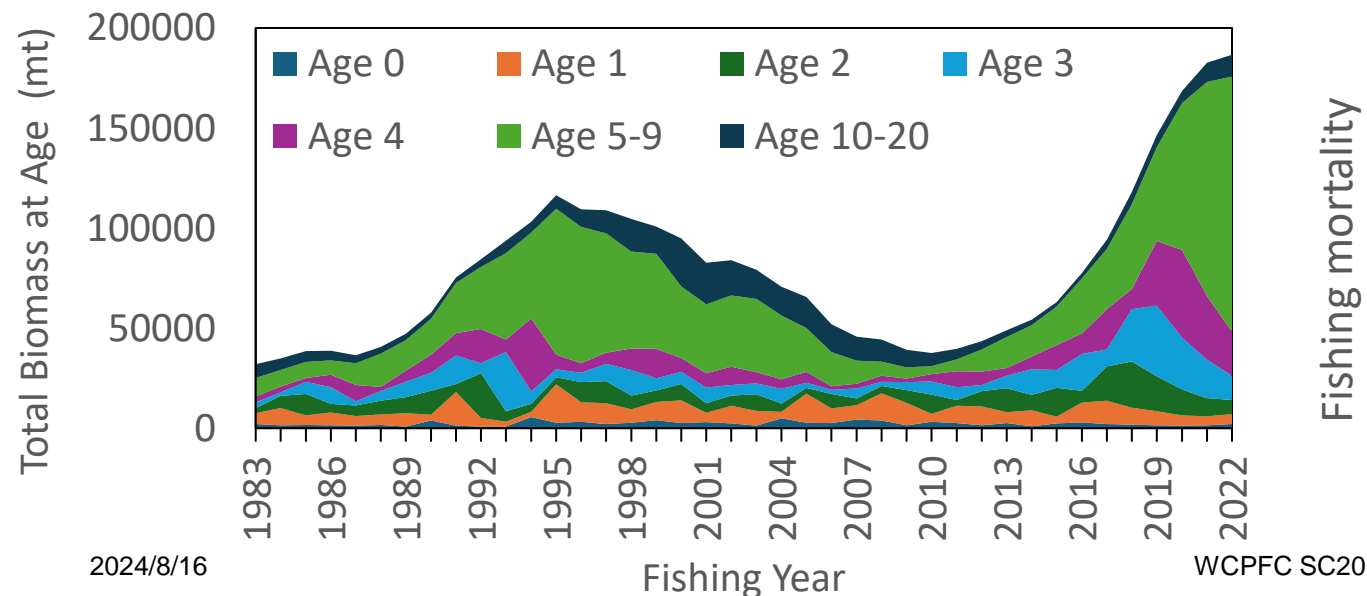 Total Biomass at Age (mt)
200000
150000
100000
50000
0
Age 0 Age 1 Age 2 Age 3
Age 4 Age 5-9 Age 10-20
1983 1986 1989 1992 1995 1998 2001 2004 2007 2010 2013 2016 2019 2022
Fishing Year
Fishing mortality
2024/8/16
WCPFC SC20